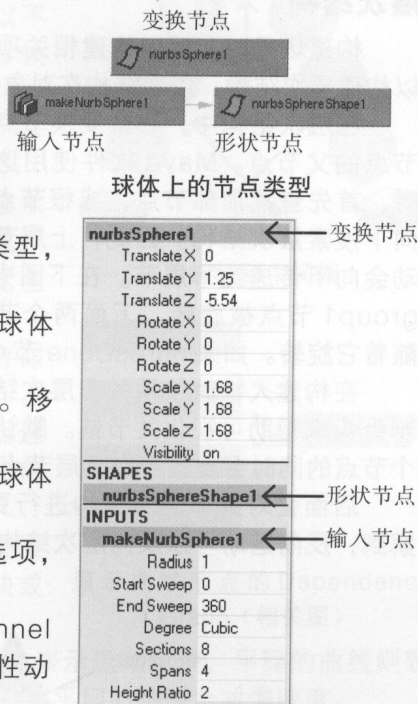 变换节点
nurbsSphere1
makeNurbSphere1
nurbsSphereShape1
输入节点
形状节点
球体上的节点类型
类型，
球体
。移
球体
选项，
nnel
性动
nurbsSphere1
变换节点
Translate X 0
Translate Y 1.25
Translate Z -5.54
Rotate X 0
Rotate Y 0
Rotate Z 0
Scale X 1.68
Scale Y 1.68
Scale Z 1.68
Visibility on
SHAPES
nurbsSphereShape1
形状节点
INPUTS
makeNurbSphere1
输入节点
Radius 1
Start Sweep 0
End Sweep 360
Degree Cubic
Sections 8
Spans 4
Height Ratio 2